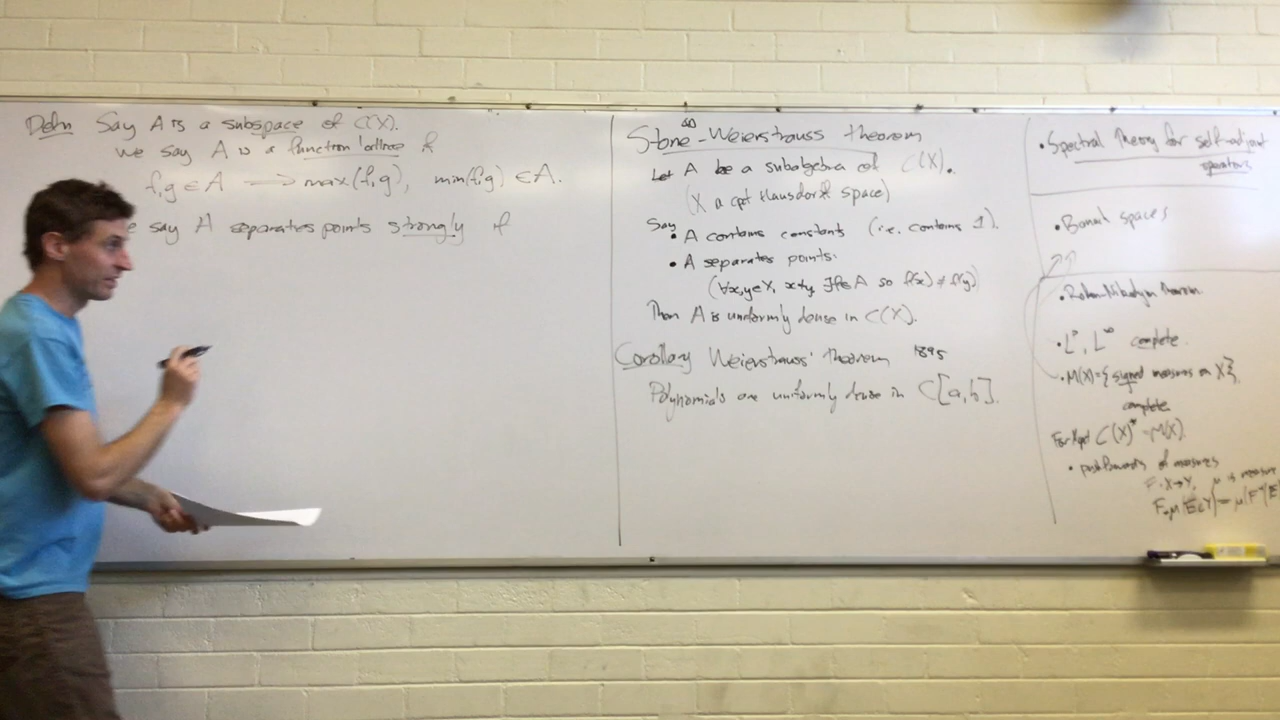 Defn Say A is a subspace of C(X).
We say A is a function lattice if
f,g ∈ A ⟹ max(f,g), min(f,g) ∈ A.
e say A separates points strongly if
Stone-Weierstrauss theorem
Let A be a subalgebra of C(X).
(X a cpt Hausdorff space)
Say
• A contains constants (i.e. contains 1).
• A separates points:
(∀x,y∈X, x≠y, ∃f∈A so f(x) ≠ f(y))
Then A is uniformly dense in C(X).
Corollary Weierstrauss' theorem 1895
Polynomials are uniformly dense in C[a,b].
• Spectral Theory for self-adjoint
operators
• Banach spaces
• Radon-Nikodym theorem
• Lᵖ, L^∞ complete.
• M(X)={signed measures on X},
complete
For X cpt C(X)* = M(X).
• pushforwards of measures
F: X→Y, μ is measure
F∗μ(E⊂Y) = μ(F⁻¹(E